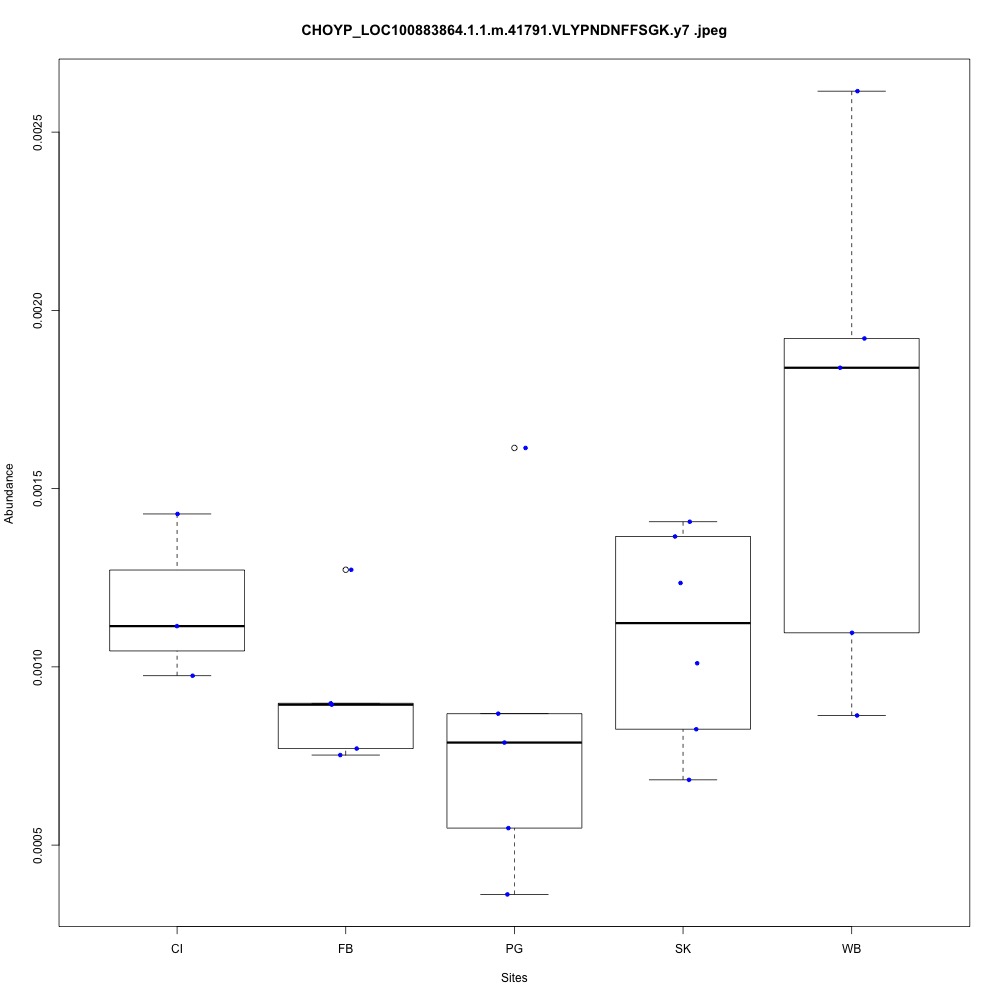 CHOYP_LOC100883864.1.1.m.41791.VLYPNDNFFSGK.y7 .jpeg
0.0025
0.0020
0.0015
0.0010
0.0005
Abundance
CI FB PG SK WB
Sites